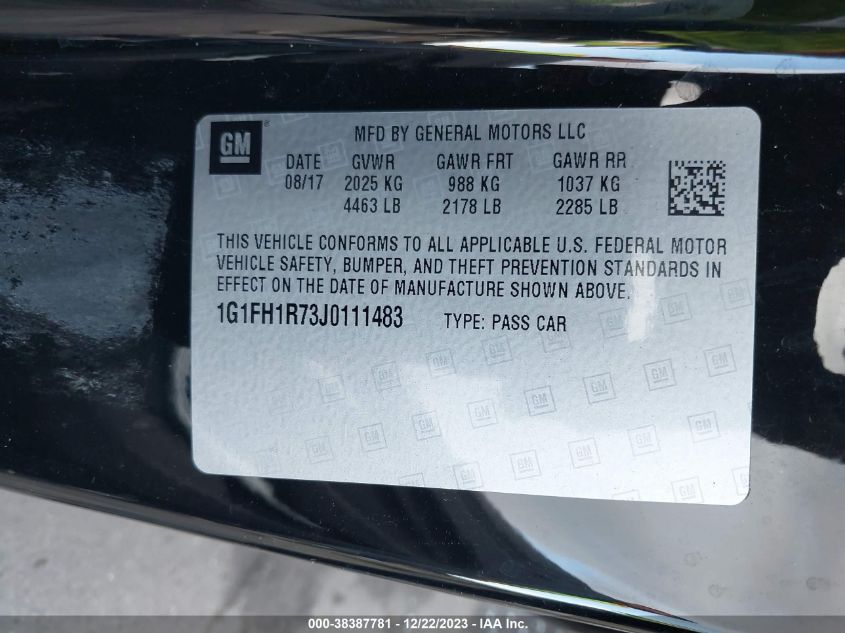 GM ®
MFD BY GENERAL MOTORS LLC
DATE GVWR GAWR FRT GAWR RR
08/17 2025 KG 988 KG 1037 KG
4463 LB 2178 LB 2285 LB
THIS VEHICLE CONFORMS TO ALL APPLICABLE U.S. FEDERAL MOTOR
VEHICLE SAFETY, BUMPER, AND THEFT PREVENTION STANDARDS IN
EFFECT ON THE DATE OF MANUFACTURE SHOWN ABOVE.
1G1FH1R73J0111483 TYPE: PASS CAR
000-38387781 - 12/22/2023 - IAA Inc.